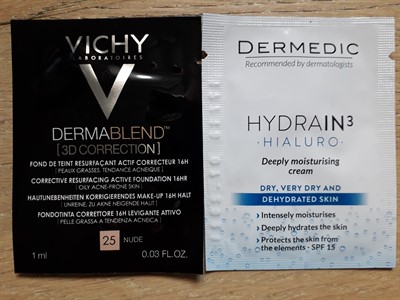 VICHY
LABORATOIRES
DERMABLEND™
[3D CORRECTION]
FOND DE TEINT RESURFAÇANT ACTIF CORRECTEUR 16H
[PEAUX GRASSES, TENDANCE ACNÉIQUE]
CORRECTIVE RESURFACING ACTIVE FOUNDATION 16HR
[OILY ACNE-PRONE SKIN]
HAUTUNEBENHEITEN KORRIGIERENDES MAKE-UP 16H HALT
[UNREINE, ZU AKNE NEIGENDE HAUT]
FONDOTINTA CORRETTORE 16H LEVIGANTE ATTIVO
[PELLE GRASSA A TENDENZA ACNEICA]
25 NUDE
1 ml 0.03 FL.OZ.
DERMEDIC
Recommended by dermatologists
HYDRAIN³
·HIALURO·
Deeply moisturising
cream
DRY, VERY DRY AND
DEHYDRATED SKIN
> Intensely moisturises
> Deeply hydrates the skin
> Protects the skin from
the elements - SPF 15